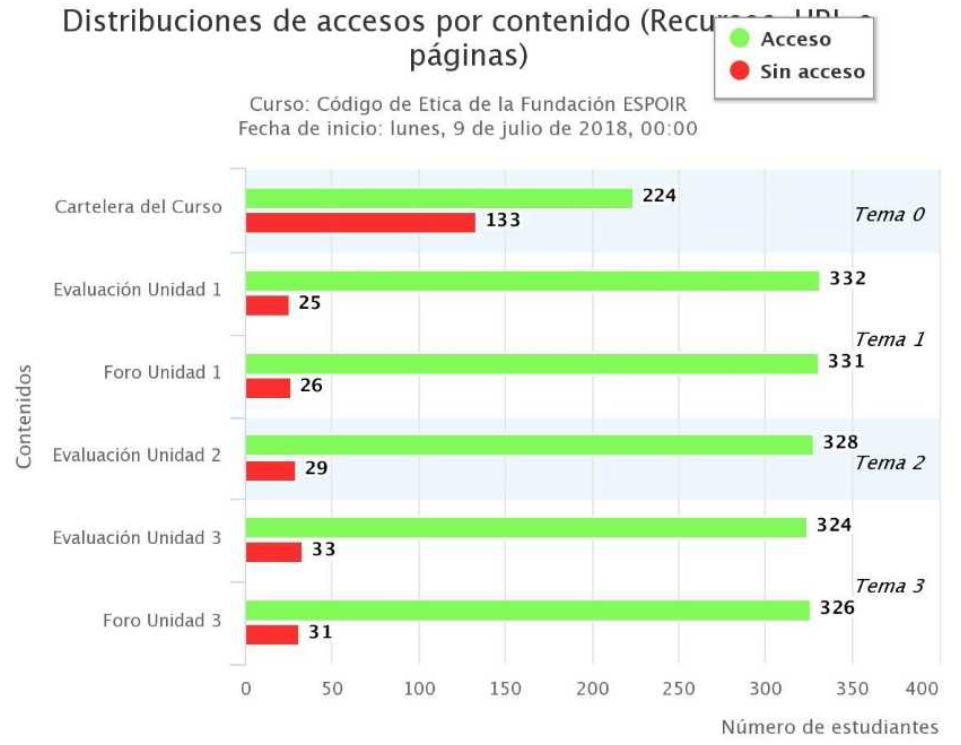 Distribuciones de accesos por contenido
páginas)
Acceso
Sin acceso
Curso: Código de Etica de la Fundación ESPOIR
Fecha de inicio: lunes, 9 de julio de 2018, 00:00
Contenidos
Cartelera del Curso
224
133
Tema 0
Evaluación Unidad 1
332
25
Tema 1
Foro Unidad 1
331
26
Evaluación Unidad 2
328
29
Tema 2
Evaluación Unidad 3
324
33
Tema 3
Foro Unidad 3
326
31
0 50 100 150 200 250 300 350 400
Número de estudiantes